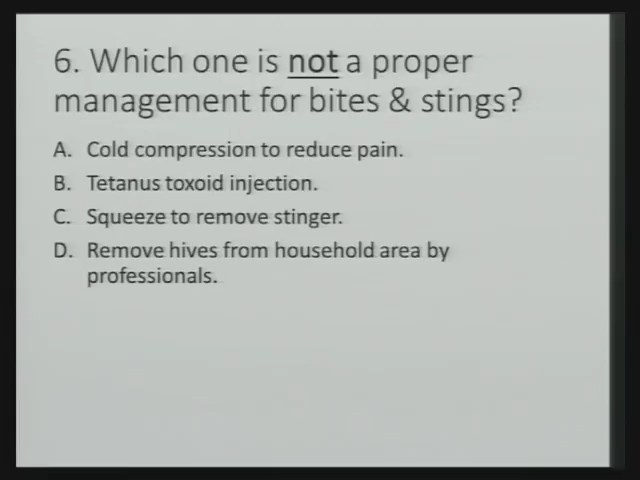 6. Which one is not a proper
management for bites & stings?
A. Cold compression to reduce pain.
B. Tetanus toxoid injection.
C. Squeeze to remove stinger.
D. Remove hives from household area by
professionals.